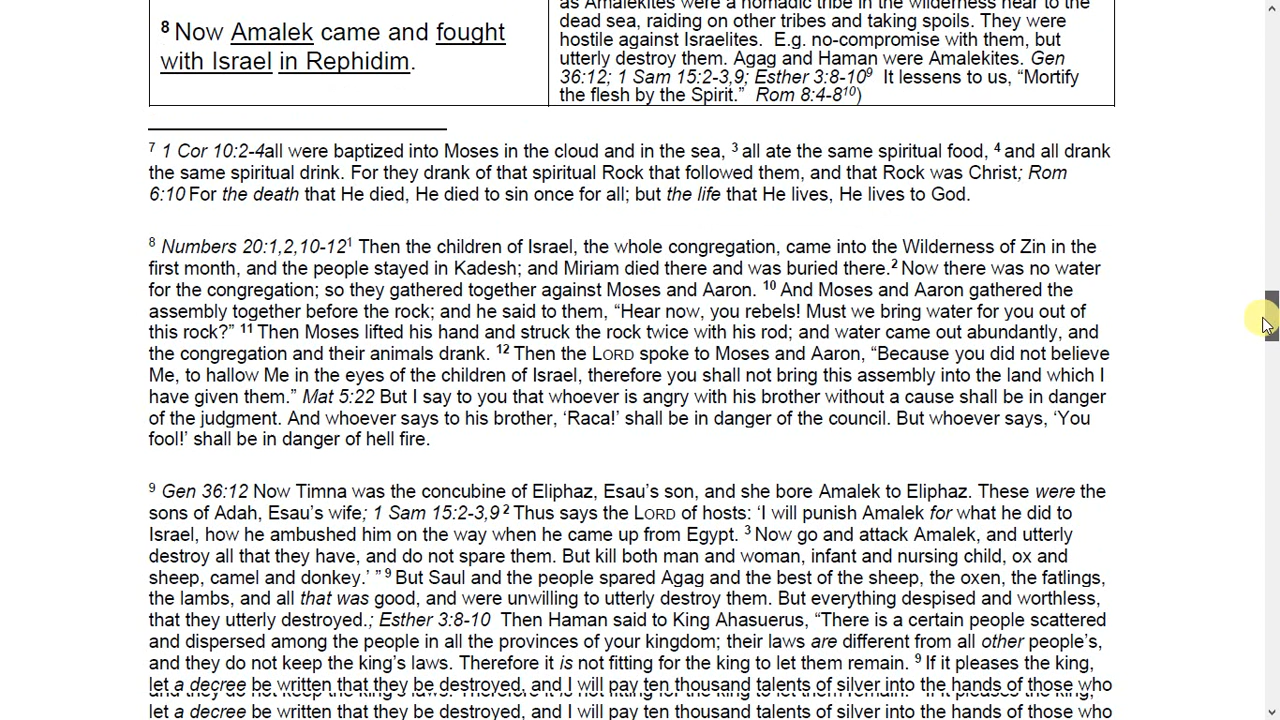 as Amalekites were a nomadic tribe in the wilderness near to the
dead sea, raiding on other tribes and taking spoils. They were
hostile against Israelites.  E.g. no-compromise with them, but
utterly destroy them. Agag and Haman were Amalekites. Gen
36:12; 1 Sam 15:2-3,9; Esther 3:8-10⁹  It lessens to us, “Mortify
the flesh by the Spirit.”  Rom 8:4-8¹⁰)
⁸ Now Amalek came and fought
with Israel in Rephidim.
⁷ 1 Cor 10:2-4all were baptized into Moses in the cloud and in the sea, ³ all ate the same spiritual food, ⁴ and all drank
the same spiritual drink. For they drank of that spiritual Rock that followed them, and that Rock was Christ; Rom
6:10 For the death that He died, He died to sin once for all; but the life that He lives, He lives to God.
⁸ Numbers 20:1,2,10-12¹ Then the children of Israel, the whole congregation, came into the Wilderness of Zin in the
first month, and the people stayed in Kadesh; and Miriam died there and was buried there.² Now there was no water
for the congregation; so they gathered together against Moses and Aaron. ¹⁰ And Moses and Aaron gathered the
assembly together before the rock; and he said to them, “Hear now, you rebels! Must we bring water for you out of
this rock?” ¹¹ Then Moses lifted his hand and struck the rock twice with his rod; and water came out abundantly, and
the congregation and their animals drank. ¹² Then the LORD spoke to Moses and Aaron, “Because you did not believe
Me, to hallow Me in the eyes of the children of Israel, therefore you shall not bring this assembly into the land which I
have given them.” Mat 5:22 But I say to you that whoever is angry with his brother without a cause shall be in danger
of the judgment. And whoever says to his brother, ‘Raca!’ shall be in danger of the council. But whoever says, ‘You
fool!’ shall be in danger of hell fire.
⁹ Gen 36:12 Now Timna was the concubine of Eliphaz, Esau’s son, and she bore Amalek to Eliphaz. These were the
sons of Adah, Esau’s wife; 1 Sam 15:2-3,9 ² Thus says the LORD of hosts: ‘I will punish Amalek for what he did to
Israel, how he ambushed him on the way when he came up from Egypt. ³ Now go and attack Amalek, and utterly
destroy all that they have, and do not spare them. But kill both man and woman, infant and nursing child, ox and
sheep, camel and donkey.’ ” ⁹ But Saul and the people spared Agag and the best of the sheep, the oxen, the fatlings,
the lambs, and all that was good, and were unwilling to utterly destroy them. But everything despised and worthless,
that they utterly destroyed.; Esther 3:8-10  Then Haman said to King Ahasuerus, “There is a certain people scattered
and dispersed among the people in all the provinces of your kingdom; their laws are different from all other people’s,
and they do not keep the king’s laws. Therefore it is not fitting for the king to let them remain. ⁹ If it pleases the king,
let a decree be written that they be destroyed, and I will pay ten thousand talents of silver into the hands of those who
let a decree be written that they be destroyed, and I will pay ten thousand talents of silver into the hands of those who